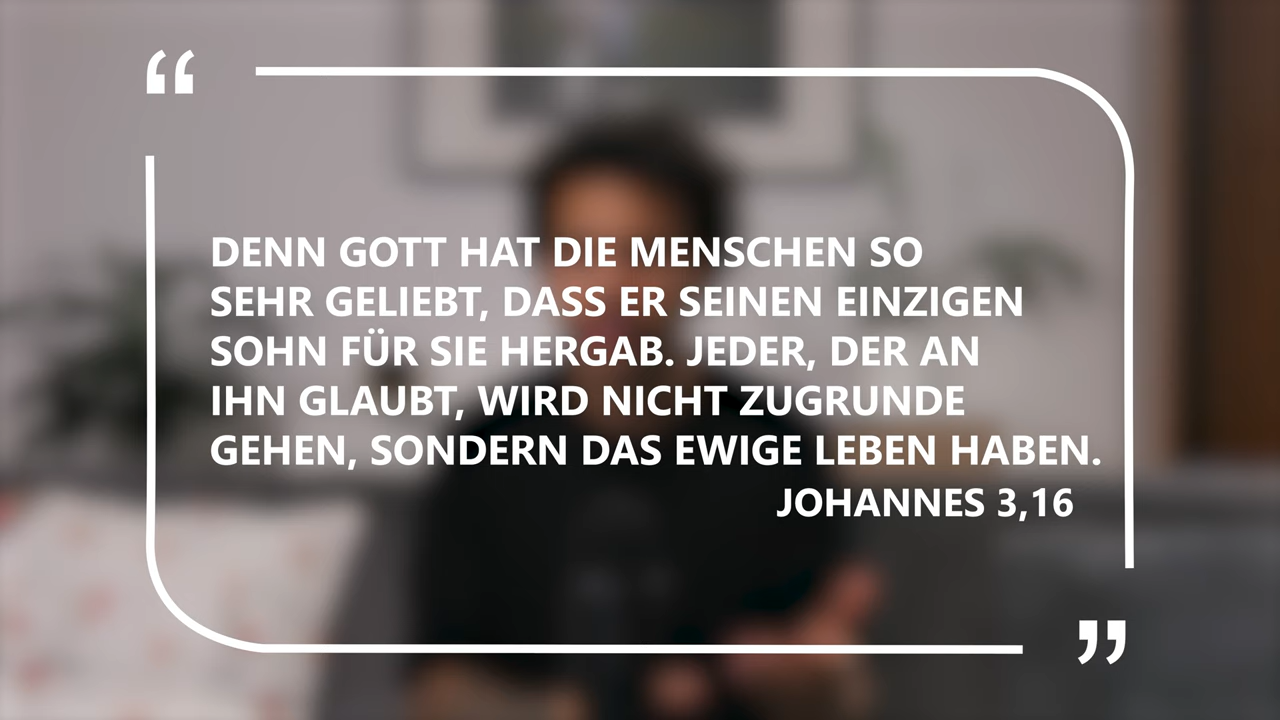 DENN GOTT HAT DIE MENSCHEN SO
SEHR GELIEBT, DASS ER SEINEN EINZIGEN
SOHN FÜR SIE HERGAB. JEDER, DER AN
IHN GLAUBT, WIRD NICHT ZUGRUNDE
GEHEN, SONDERN DAS EWIGE LEBEN HABEN.
JOHANNES 3,16